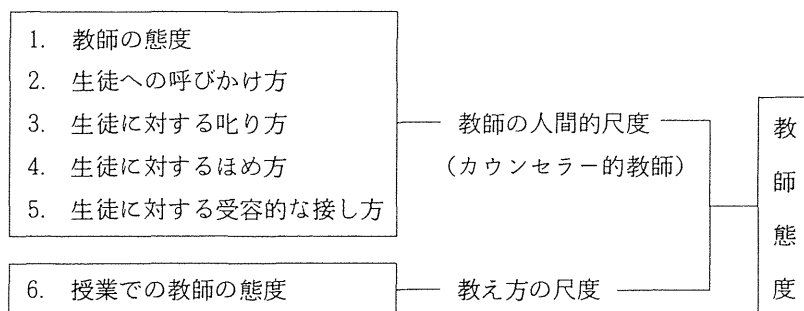 1. 教師の態度
2. 生徒への呼びかけ方
3. 生徒に対する叱り方
4. 生徒に対するほめ方
5. 生徒に対する受容的な接し方
教師の人間的尺度
（カウンセラー的教師）
6. 授業での教師の態度
教え方の尺度
教師態度